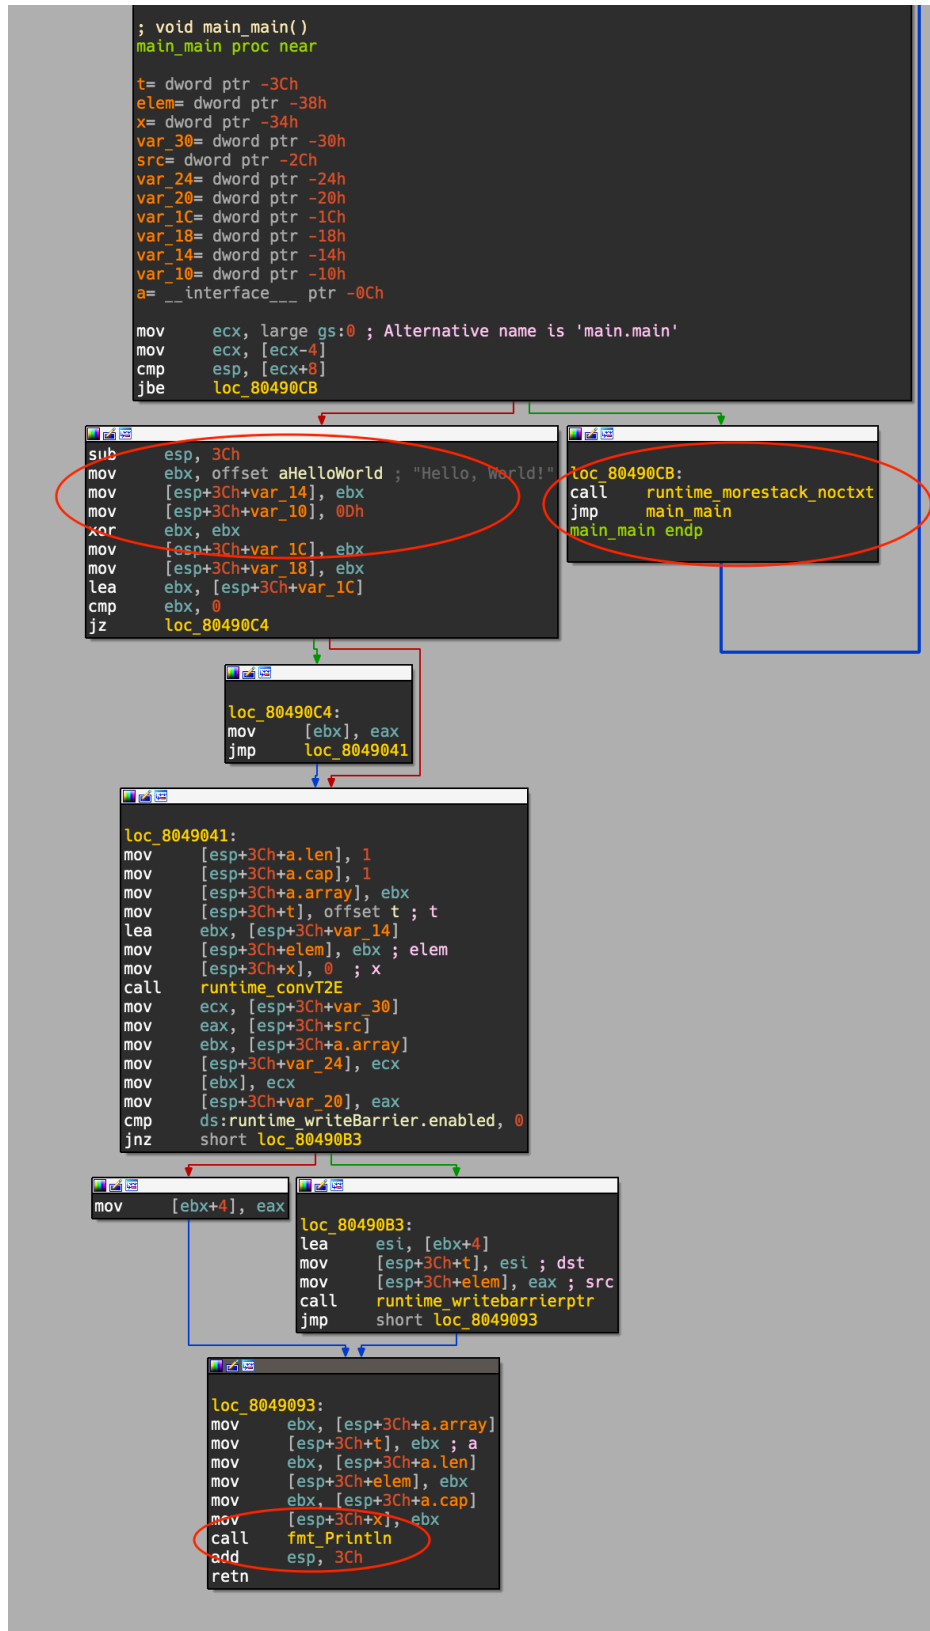 ; void main_main()
main_main proc near
t= dword ptr -3Ch
elem= dword ptr -38h
x= dword ptr -34h
var_30= dword ptr -30h
src= dword ptr -2Ch
var_24= dword ptr -24h
var_20= dword ptr -20h
var_1C= dword ptr -1Ch
var_18= dword ptr -18h
var_14= dword ptr -14h
var_10= dword ptr -10h
a= __interface___ ptr -0Ch
mov ecx, large gs:0 ; Alternative name is 'main.main'
mov ecx, [ecx-4]
cmp esp, [ecx+8]
jbe loc_80490CB
sub esp, 3Ch
mov ebx, offset aHelloWorld ; "Hello, World!"
mov [esp+3Ch+var_14], ebx
mov [esp+3Ch+var_10], 0Dh
xor ebx, ebx
mov [esp+3Ch+var_1C], ebx
mov [esp+3Ch+var_18], ebx
lea ebx, [esp+3Ch+var_1C]
cmp ebx, 0
jz loc_80490C4
loc_80490CB:
call runtime_morestack_noctxt
jmp main_main
main_main endp
loc_80490C4:
mov [ebx], eax
jmp loc_8049041
loc_8049041:
mov [esp+3Ch+a.len], 1
mov [esp+3Ch+a.cap], 1
mov [esp+3Ch+a.array], ebx
mov [esp+3Ch+t], offset t ; t
lea ebx, [esp+3Ch+var_14]
mov [esp+3Ch+elem], ebx ; elem
mov [esp+3Ch+x], 0 ; x
call runtime_convT2E
mov ecx, [esp+3Ch+var_30]
mov eax, [esp+3Ch+src]
mov ebx, [esp+3Ch+a.array]
mov [esp+3Ch+var_24], ecx
mov [ebx], ecx
mov [esp+3Ch+var_20], eax
cmp ds:runtime_writeBarrier.enabled, 0
jnz short loc_80490B3
mov [ebx+4], eax
loc_80490B3:
lea esi, [ebx+4]
mov [esp+3Ch+t], esi ; dst
mov [esp+3Ch+elem], eax ; src
call runtime_writebarrierptr
jmp short loc_8049093
loc_8049093:
mov ebx, [esp+3Ch+a.array]
mov [esp+3Ch+t], ebx ; a
mov ebx, [esp+3Ch+a.len]
mov [esp+3Ch+elem], ebx
mov ebx, [esp+3Ch+a.cap]
mov [esp+3Ch+x], ebx
call fmt_Println
add esp, 3Ch
retn